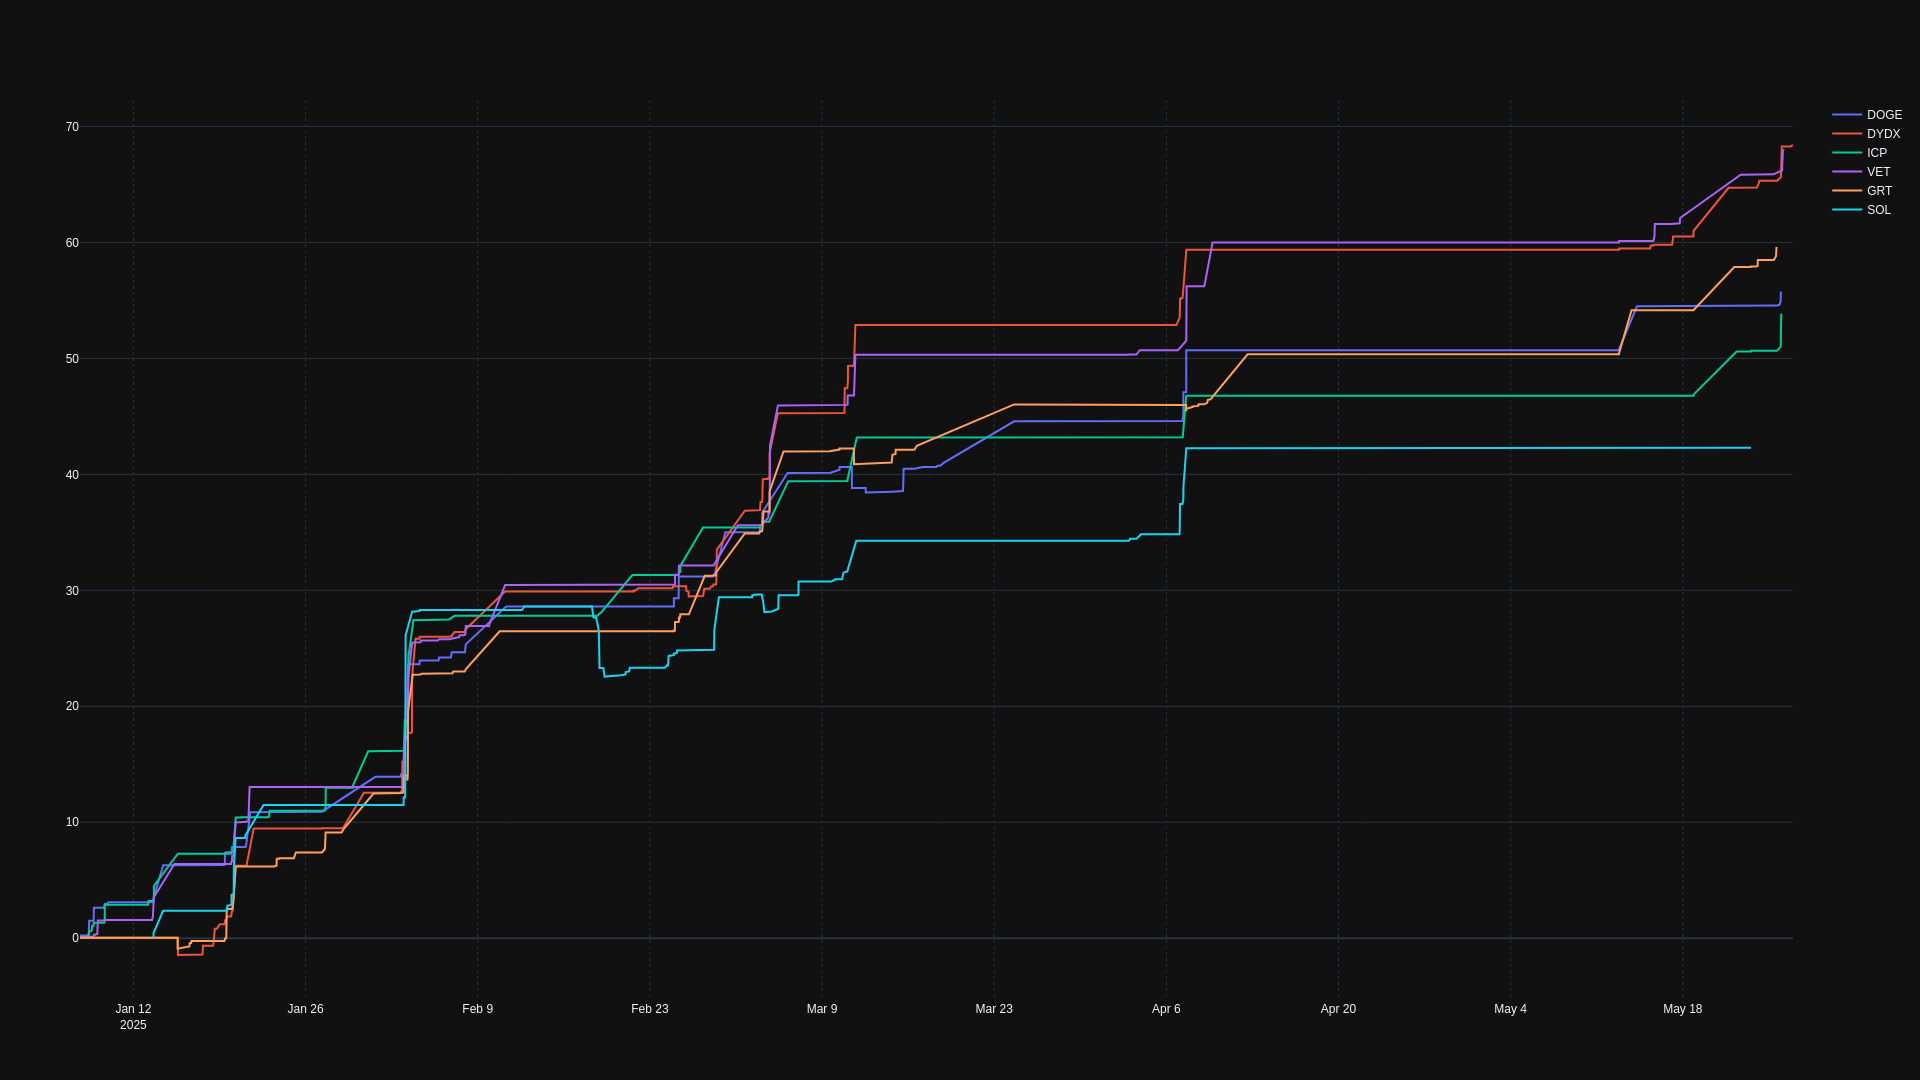 70
60
50
40
30
20
10
0
Jan 12
2025
Jan 26
Feb 9
Feb 23
Mar 9
Mar 23
Apr 6
Apr 20
May 4
May 18
DOGE
DYDX
ICP
VET
GRT
SOL